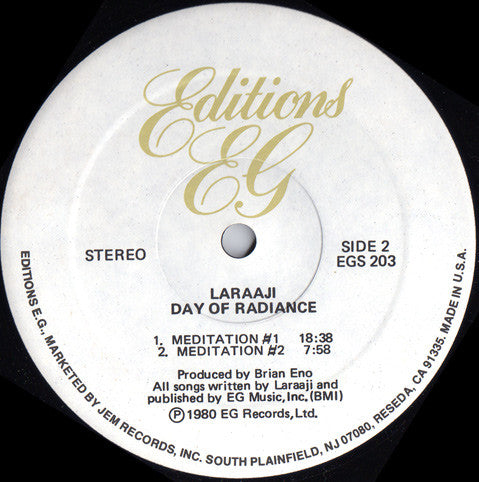 Editions
EG
STEREO
SIDE 2
EGS 203
LARAAJI
DAY OF RADIANCE
1. MEDITATION #1 18:38
2. MEDITATION #2 7:58
Produced by Brian Eno
All songs written by Laraaji and
published by EG Music, Inc. (BMI)
Ⓟ 1980 EG Records, Ltd.
EDITIONS E.G., MARKETED BY JEM RECORDS, INC. SOUTH PLAINFIELD, NJ 07080, RESEDA, CA 91335. MADE IN U.S.A.